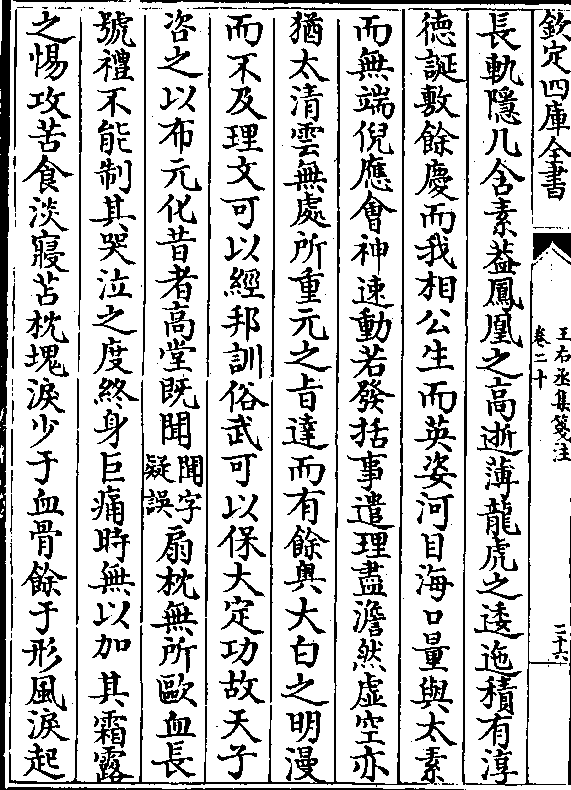 欽定四庫全書
王右丞集箋注
卷二十
二十六
長軌隱几含素葢鳳凰之高逝薄龍虎之逶迤積有淳
德誕敷餘慶而我相公生而英姿河目海口量與太素
而無端倪應會神速動若發括事遣理盡澹然虛空亦
猶太清雲無處所重元之㫖達而有餘輿大白之明漫
而不及理文可以經邦訓俗武可以保大定功故天子
咨之以布元化昔者高堂既聞聞字疑誤扇枕無所歐血長
號禮不能制其哭泣之度終身巨痛時無以加其霜露
之惕攻苦食淡寢苫枕塊淚少于血骨餘于形風淚起